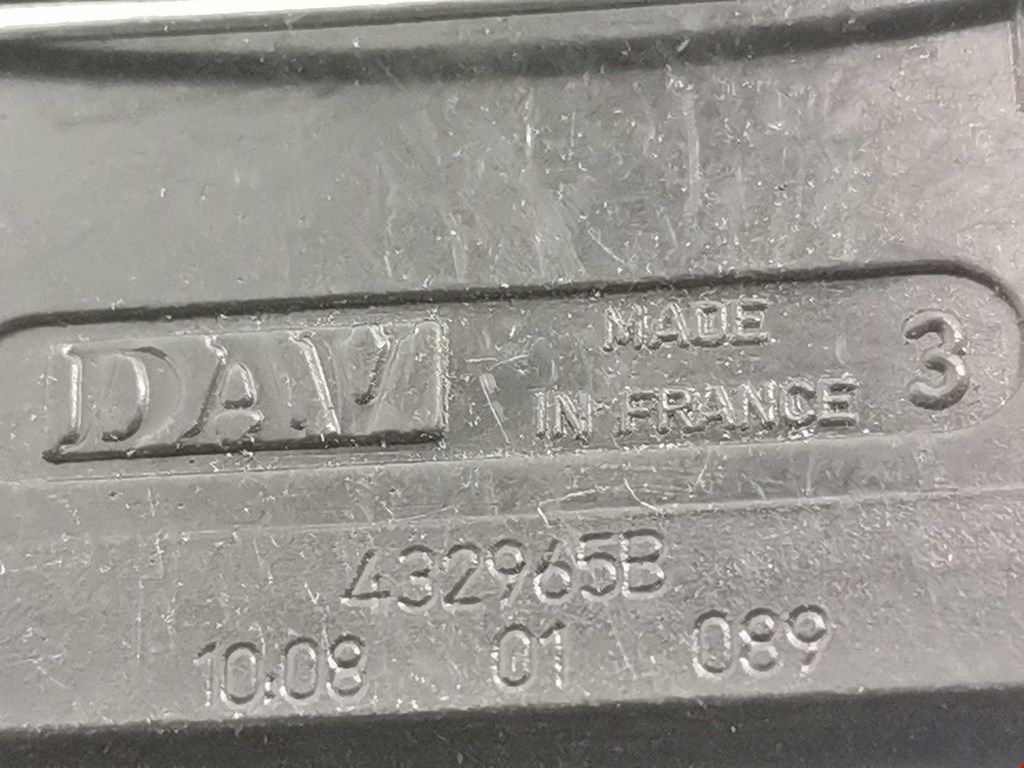 DAV MADE 3
IN FRANCE
432965B
10:08 01 089